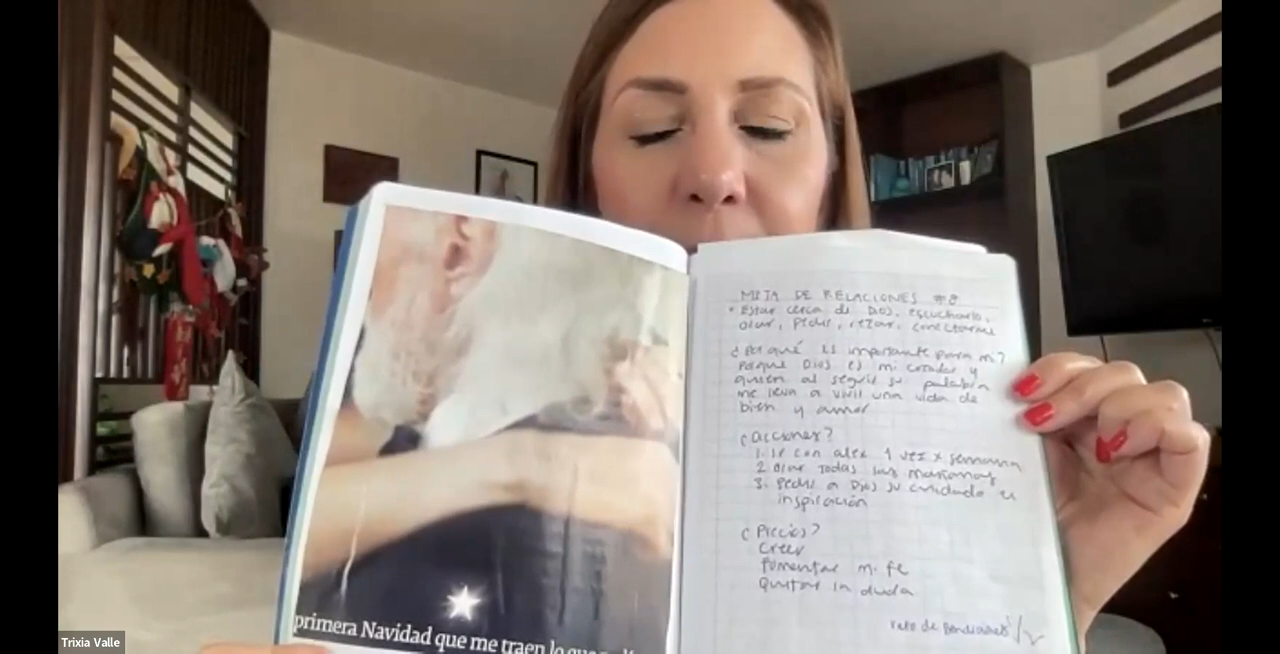 META DE RELACIONES #8
• Estar cerca de Dios, escucharlo,
orar, pedir, rezar, conectarme
¿Por qué es importante para mi?
Porque Dios es mi creador y
quien al seguir su palabra
me lleva a vivir una vida de
bien y amor
¿Acciones?
1. Ir con alex 1 vez x semana
2. Orar todas las mañanas
3. Pedir a Dios su cuidado e
inspiración
¿Precios?
Creer
Fomentar mi fe
Quitar la duda
primera Navidad que me traen lo que
Trixia Valle